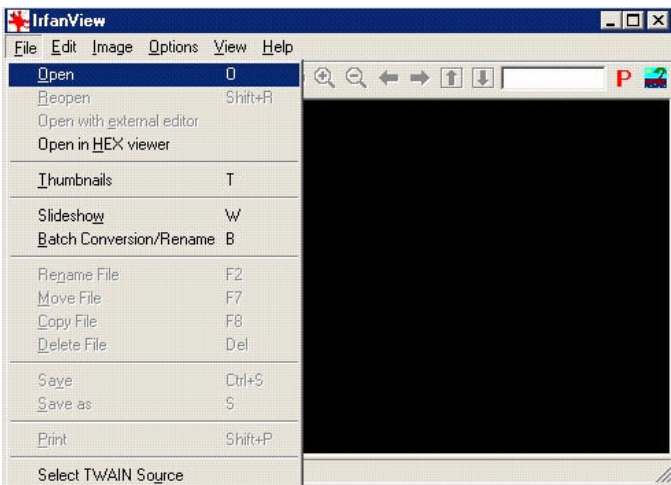 IrfanView
File Edit Image Options View Help
Open O
Reopen Shift+R
Open with external editor
Open in HEX viewer
Thumbnails T
Slideshow W
Batch Conversion/Rename B
Rename File F2
Move File F7
Copy File F8
Delete File Del
Save Ctrl+S
Save as S
Print Shift+P
Select TWAIN Source
P ?